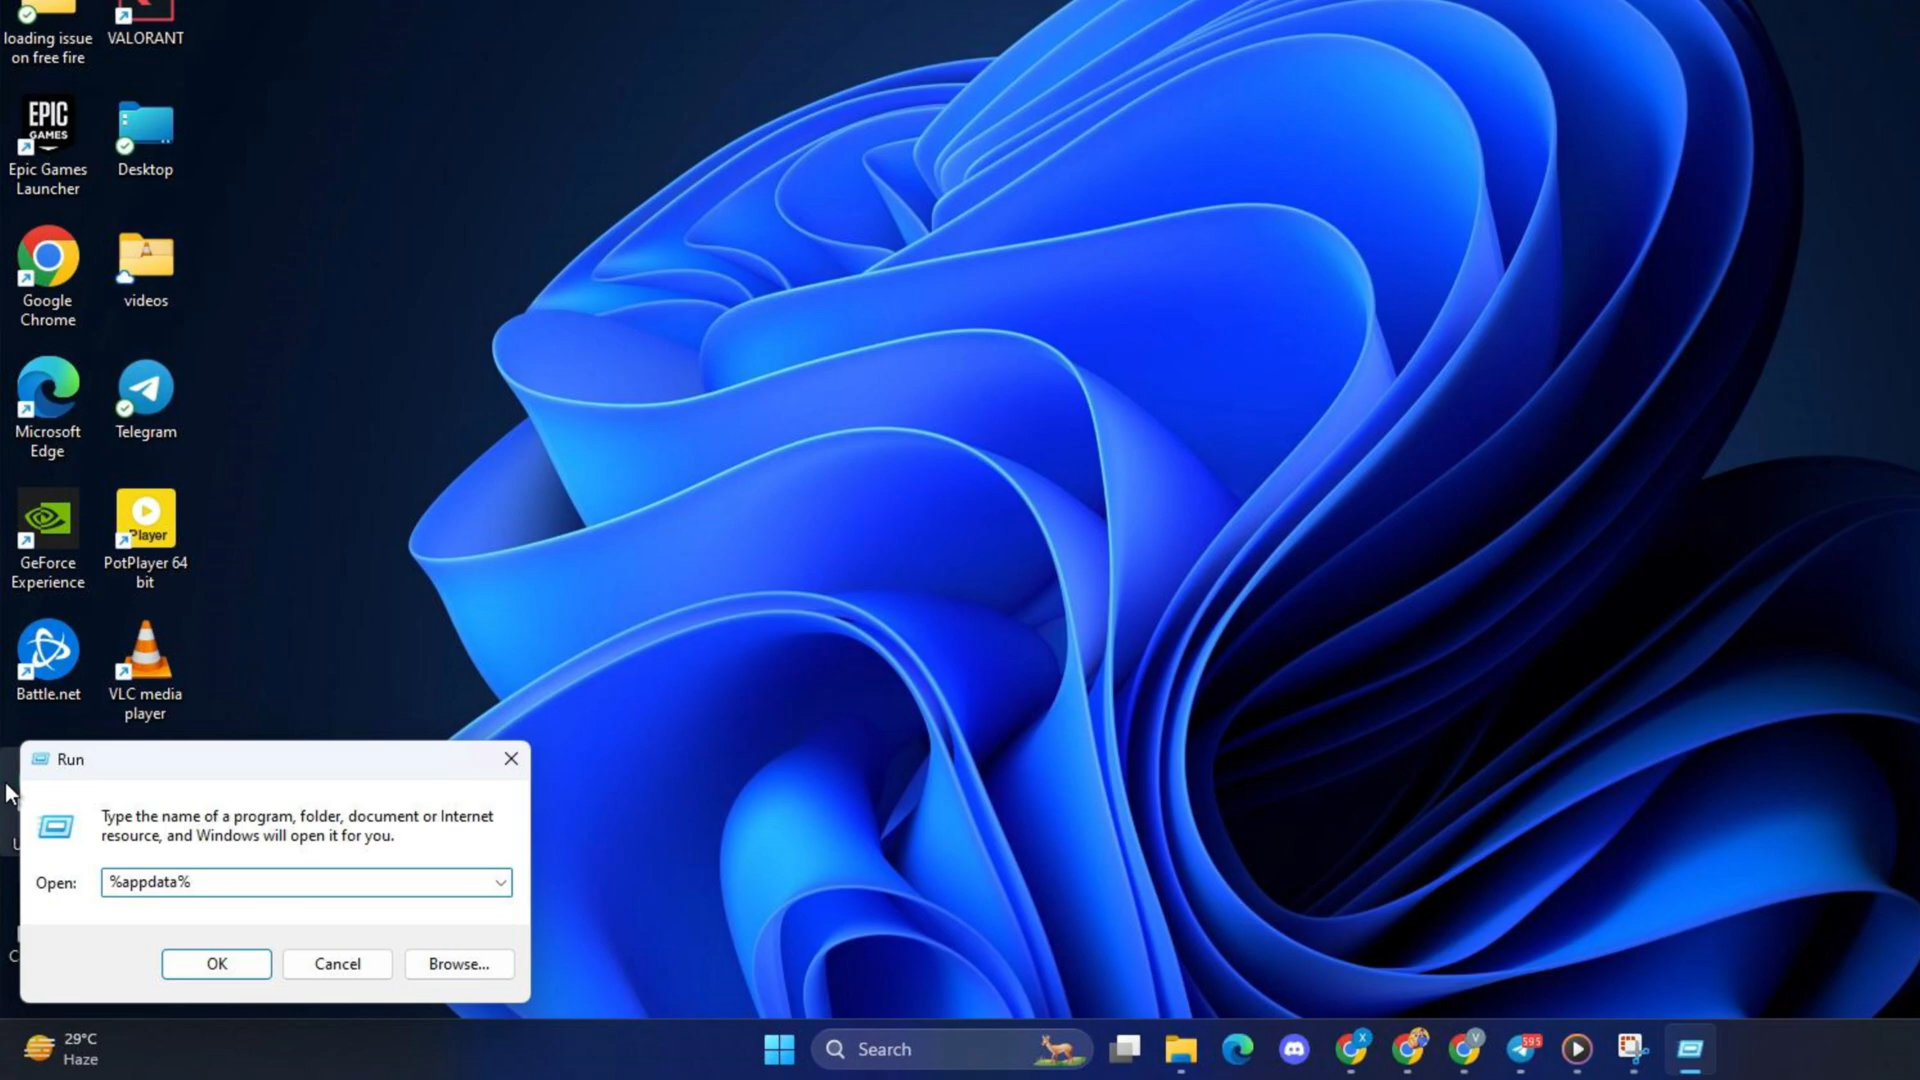 loading issue
on free fire
VALORANT
EPIC
GAMES
Epic Games
Launcher
Desktop
Google
Chrome
videos
Microsoft
Edge
Telegram
GeForce
Experience
Player
PotPlayer 64
bit
Battle.net
VLC media
player
Run
Type the name of a program, folder, document or Internet
resource, and Windows will open it for you.
Open:
%appdata%
OK
Cancel
Browse...
29°C
Haze
Search
X
V
595